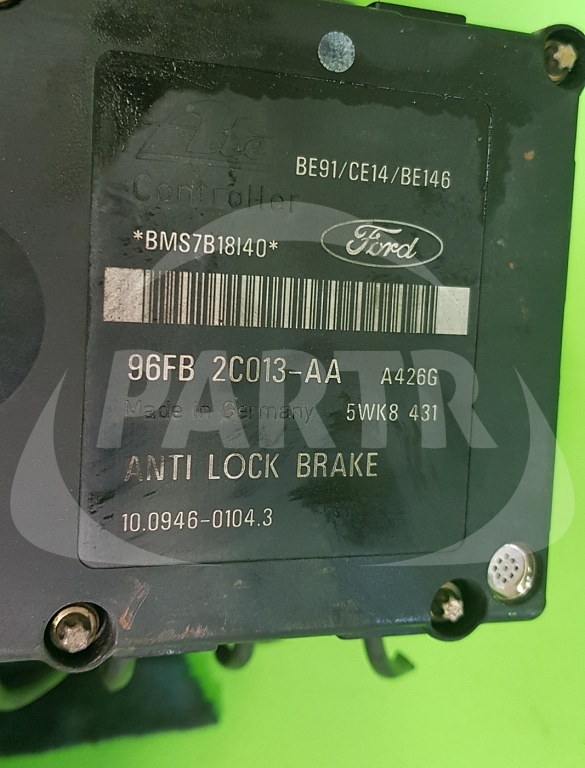 Ate
BE91/CE14/BE146
Controller
*BMS7B18I40*
Ford
96FB 2C013-AA A426G
Made in Germany 5WK8 431
ANTI LOCK BRAKE
10.0946-0104.3
PARTR